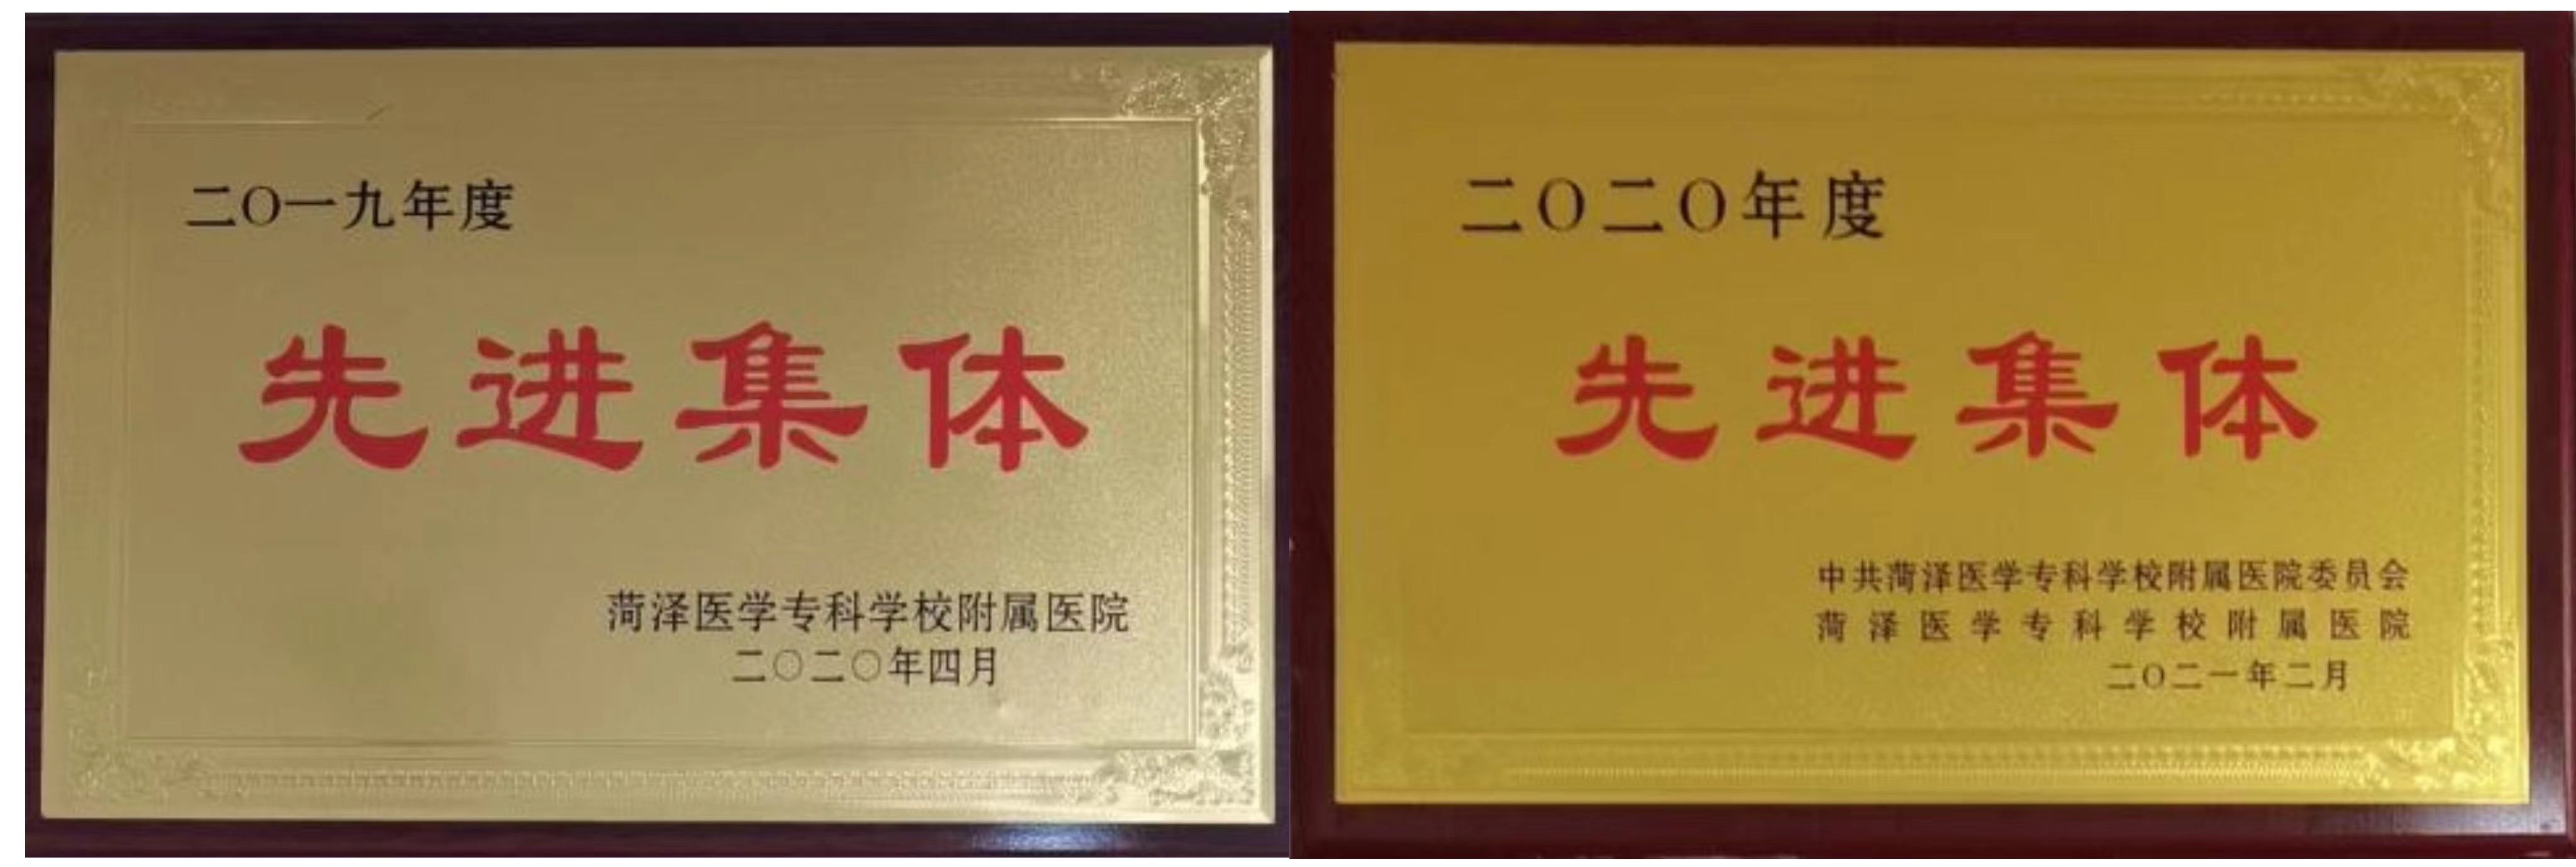 二〇一九年度
先进集体
菏泽医学专科学校附属医院
二〇二〇年四月
二〇二〇年度
先进集体
中共菏泽医学专科学校附属医院委员会
菏泽医学专科学校附属医院
二〇二一年二月